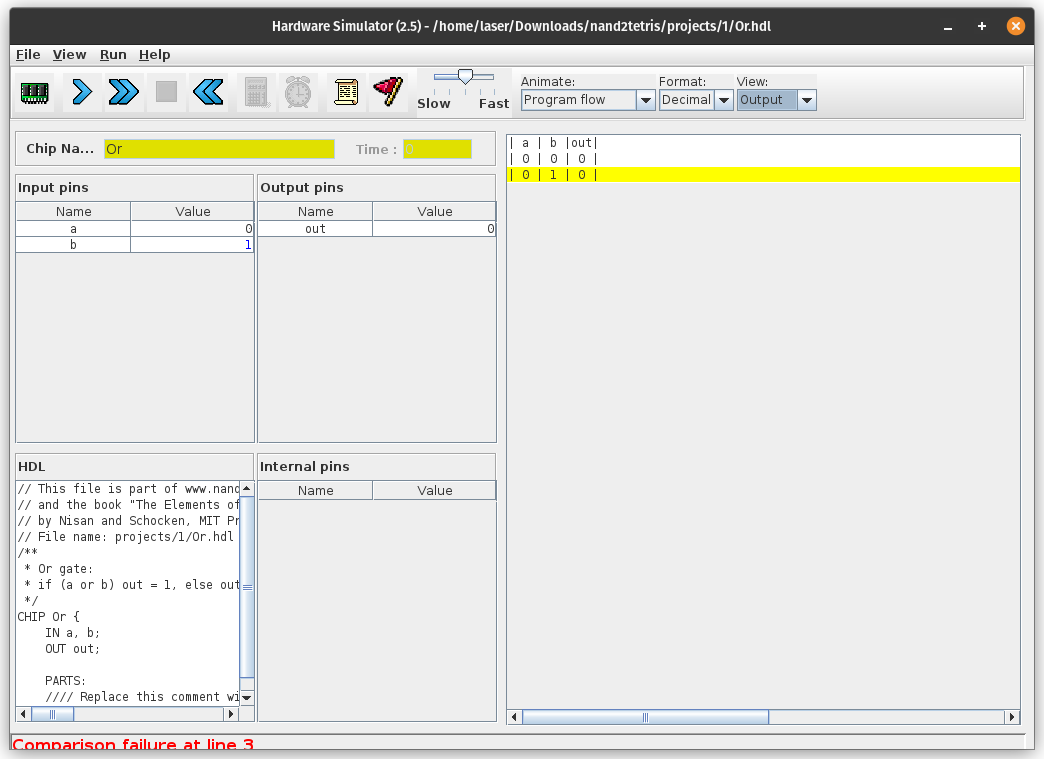 Hardware Simulator (2.5) - /home/laser/Downloads/nand2tetris/projects/1/Or.hdl
File View Run Help
Slow Fast
Animate: Format: View:
Program flow Decimal Output
Chip Na... Or Time : 0
Input pins
Name Value
a 0
b 1
Output pins
Name Value
out 0
| a | b |out|
| 0 | 0 | 0 |
| 0 | 1 | 0 |
HDL
// This file is part of www.nand
// and the book "The Elements of
// by Nisan and Schocken, MIT Pr
// File name: projects/1/Or.hdl
/**
* Or gate:
* if (a or b) out = 1, else out
*/
CHIP Or {
IN a, b;
OUT out;
PARTS:
//// Replace this comment wi
Internal pins
Name Value
Comparison failure at line 3